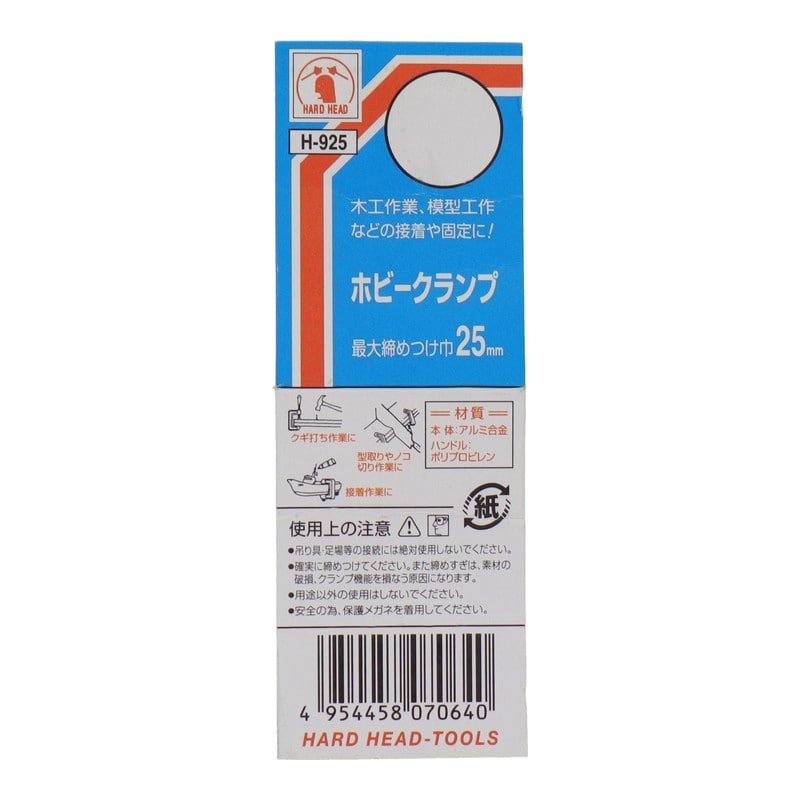 HARD HEAD
H-925
木工作業、模型工作
などの接着や固定に!
ホビークランプ
最大締めつけ巾25mm
クギ打ち作業に
型取りやノコ
切り作業に
接着作業に
材質
本体:アルミ合金
ハンドル:
ポリプロピレン
紙
使用上の注意
●吊り具・足場等の接続には絶対使用しないでください。
●確実に締めつけてください。また締めすぎは、素材の
破損、クランプ機能を損なう原因になります。
●用途以外の使用はしないでください。
●安全の為、保護メガネを着用してください。
4 954458 070640
HARD HEAD-TOOLS